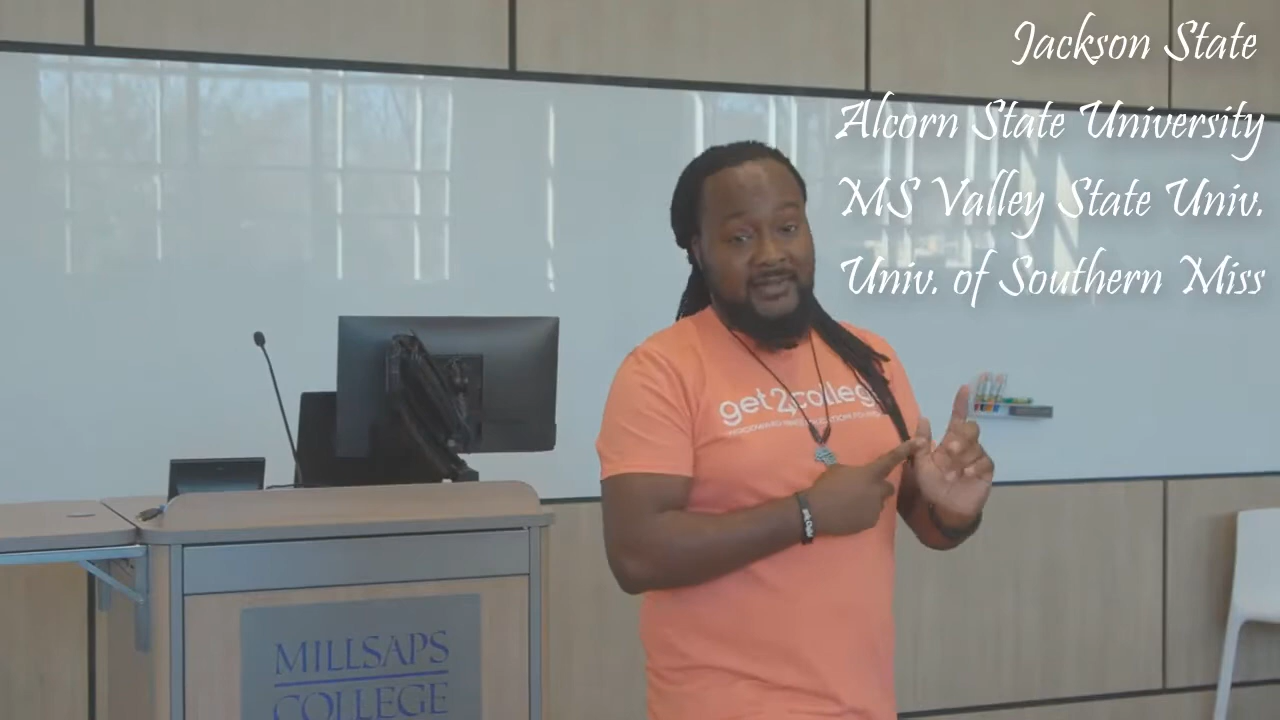 Jackson State
Alcorn State University
MS Valley State Univ.
Univ. of Southern Miss
get2college
MILLSAPS
COLLEGE